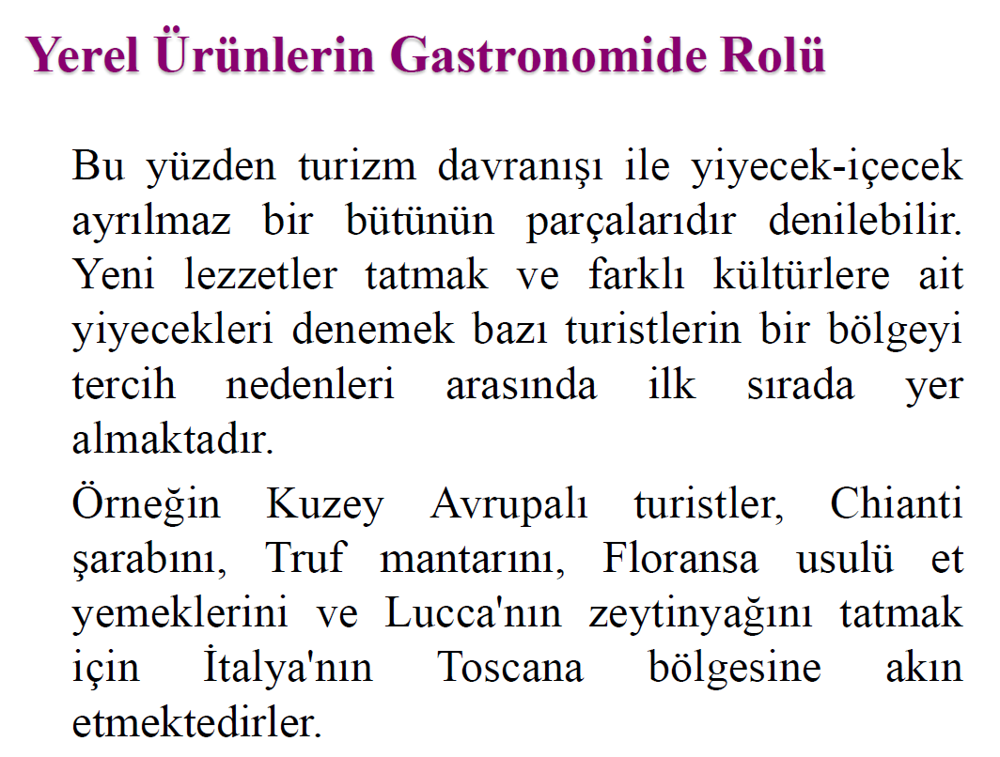 Yerel Ürünlerin Gastronomide Rolü
Bu yüzden turizm davranışı ile yiyecek-içecek
ayrılmaz bir bütünün parçalarıdır denilebilir.
Yeni lezzetler tatmak ve farklı kültürlere ait
yiyecekleri denemek bazı turistlerin bir bölgeyi
tercih nedenleri arasında ilk sırada yer
almaktadır.
Örneğin Kuzey Avrupalı turistler, Chianti
şarabını, Truf mantarını, Floransa usulü et
yemeklerini ve Lucca'nın zeytinyağını tatmak
için İtalya'nın Toscana bölgesine akın
etmektedirler.